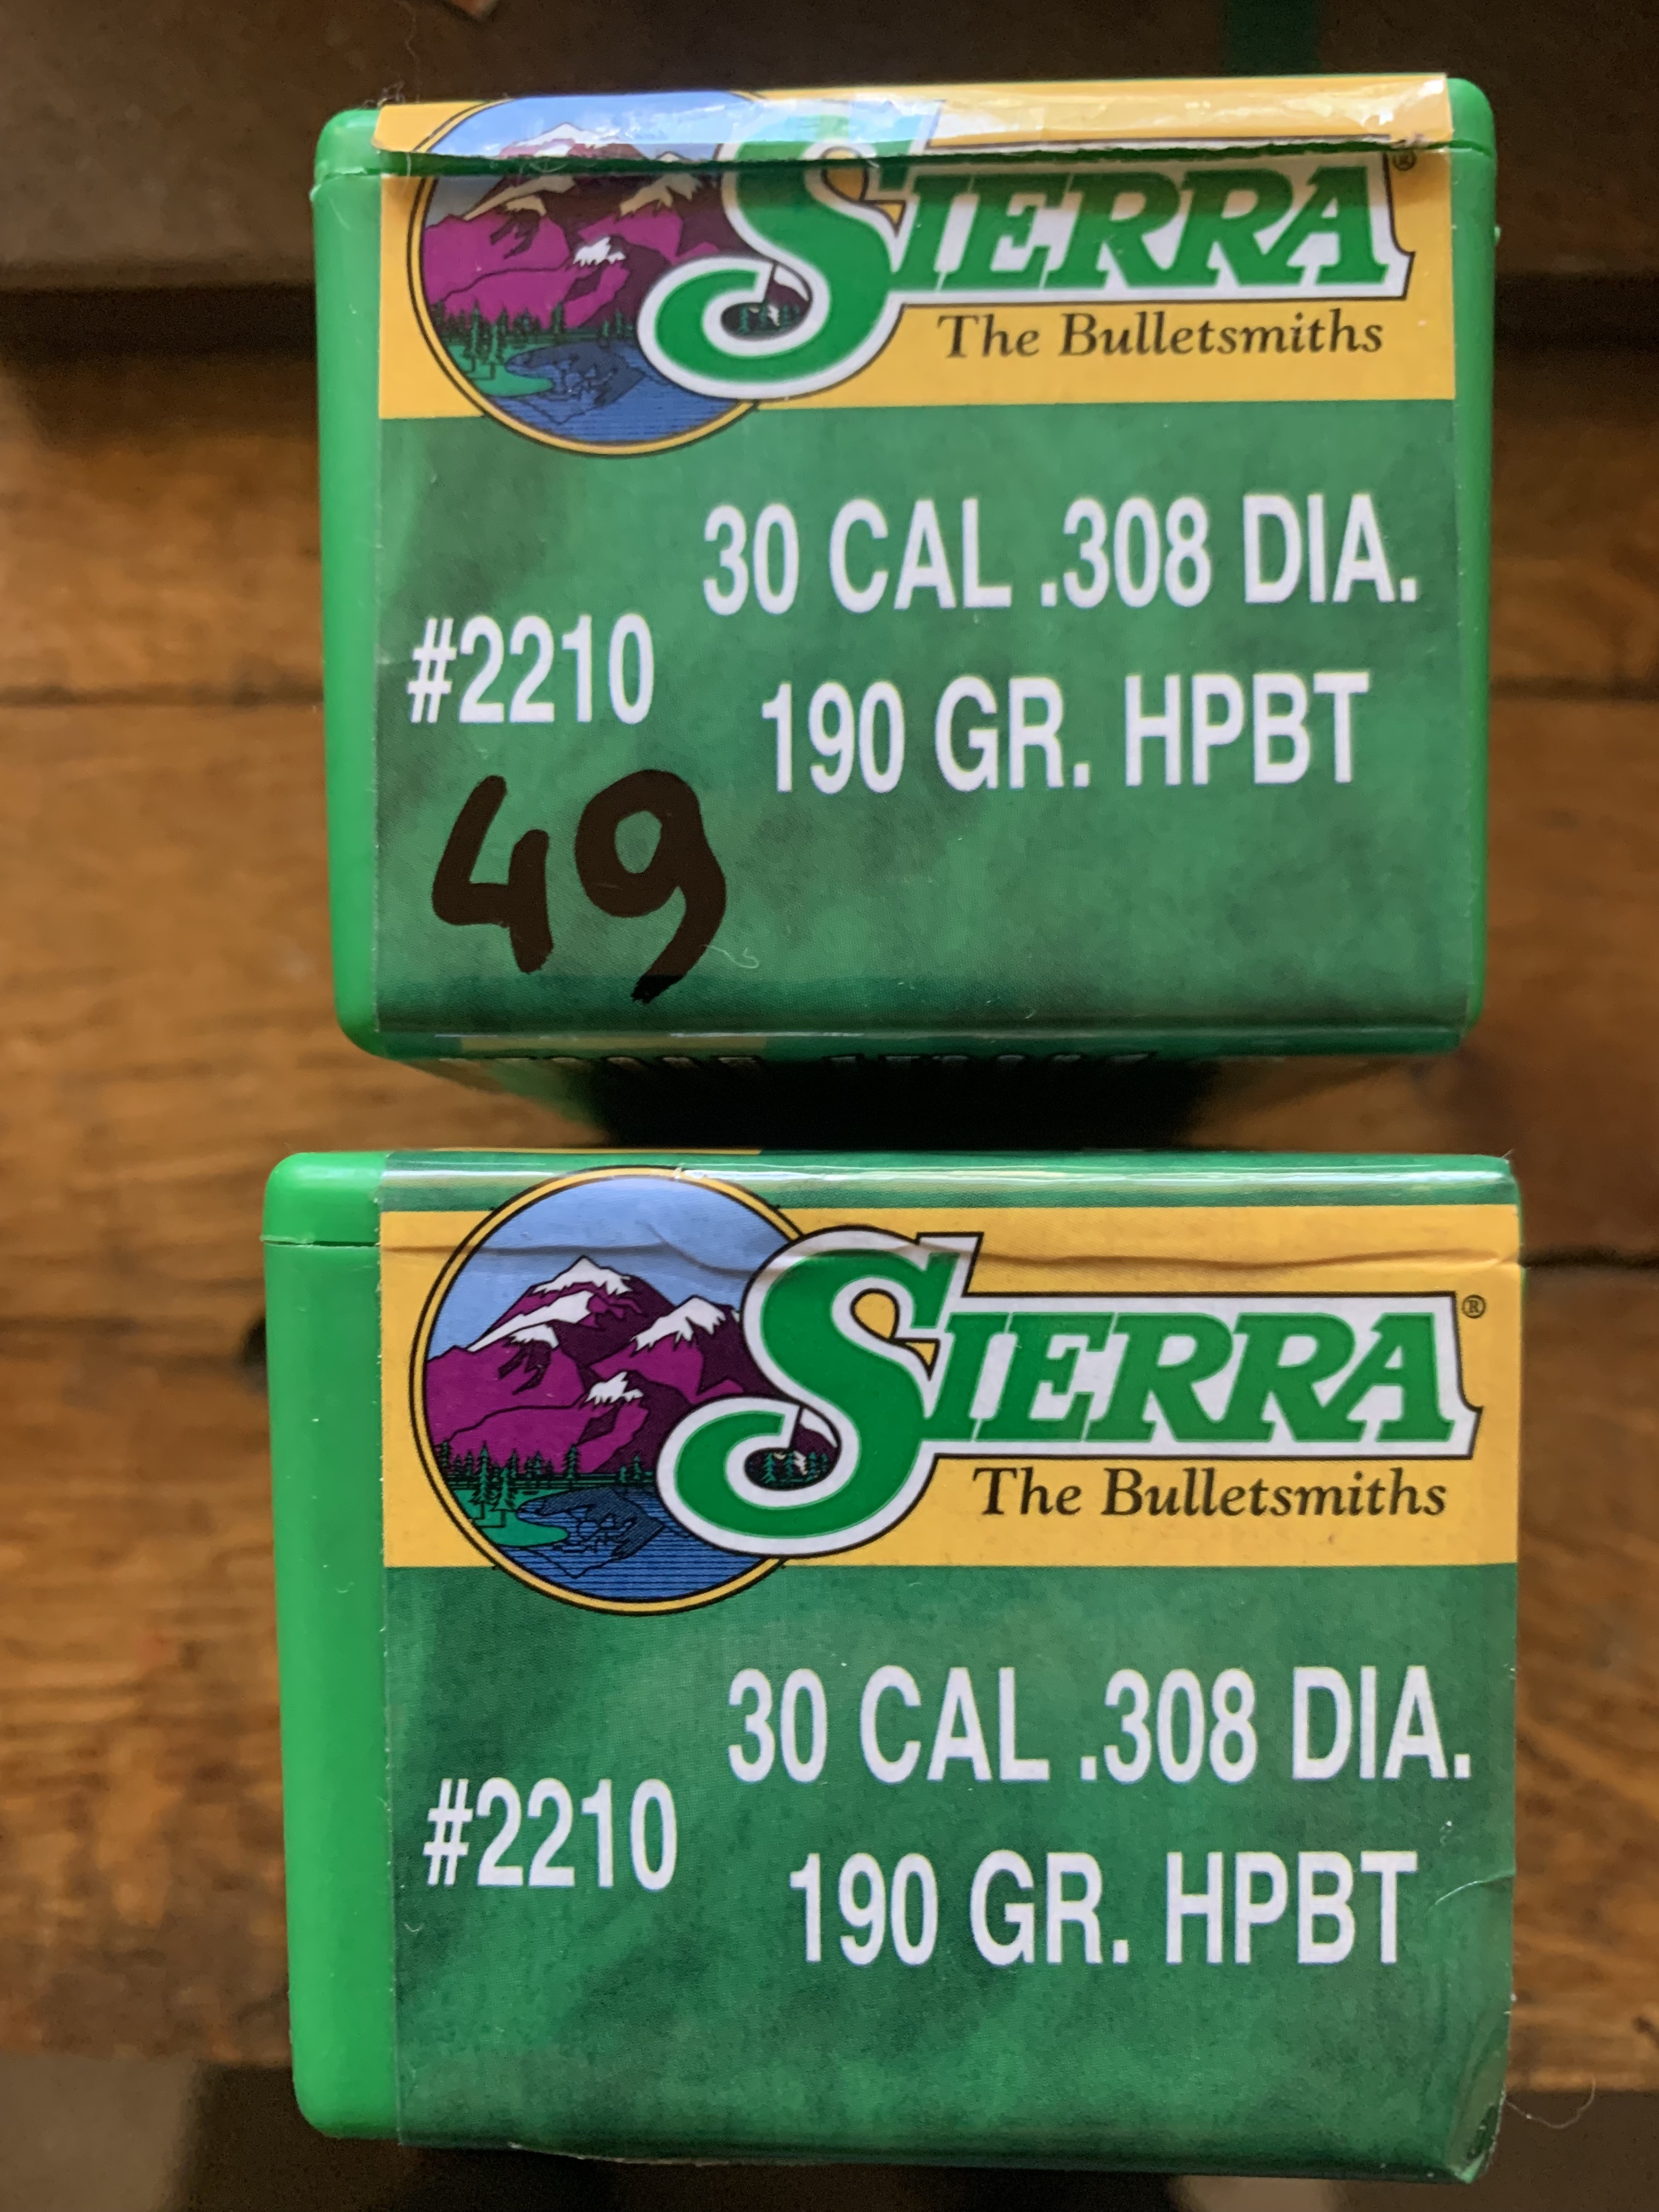 SIERRA®
The Bulletsmiths
30 CAL .308 DIA.
#2210
190 GR. HPBT
49
SIERRA®
The Bulletsmiths
30 CAL .308 DIA.
#2210
190 GR. HPBT